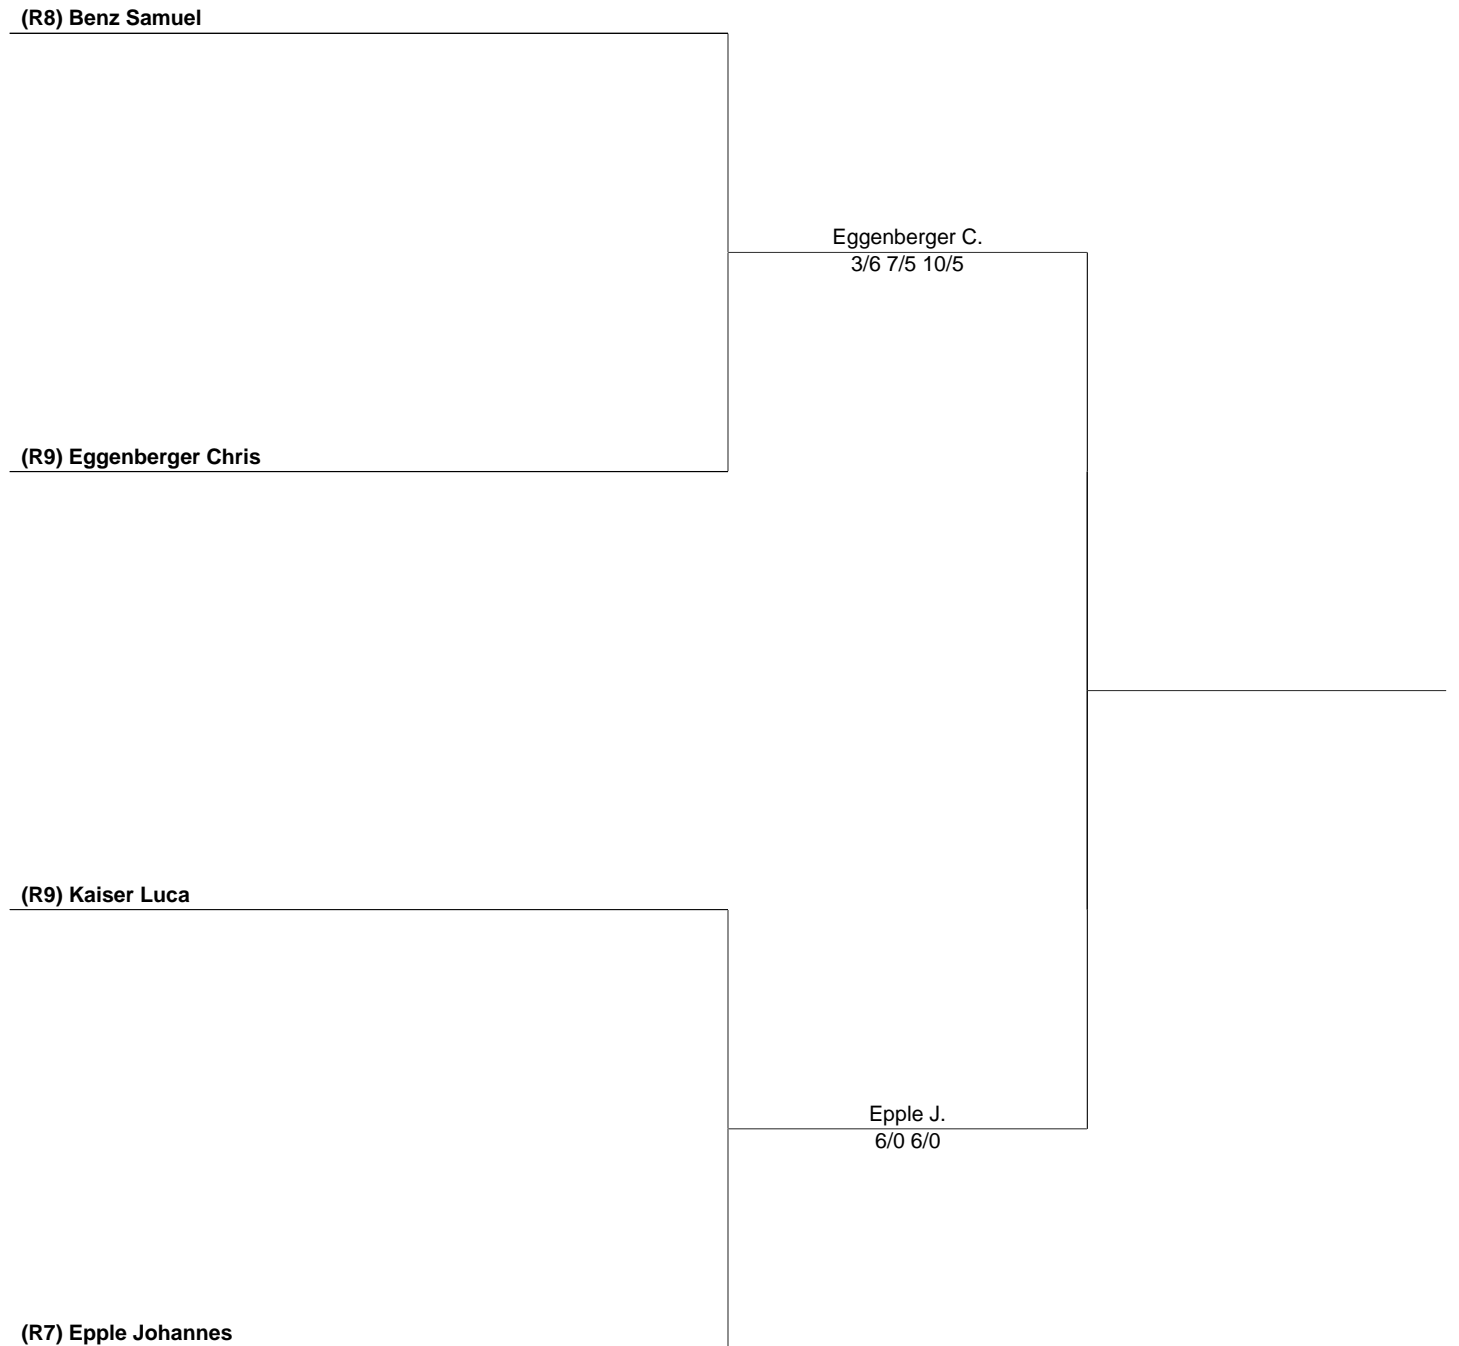 (R8) Benz Samuel
Eggenberger C.
3/6 7/5 10/5
(R9) Eggenberger Chris
(R9) Kaiser Luca
Epple J.
6/0 6/0
(R7) Epple Johannes